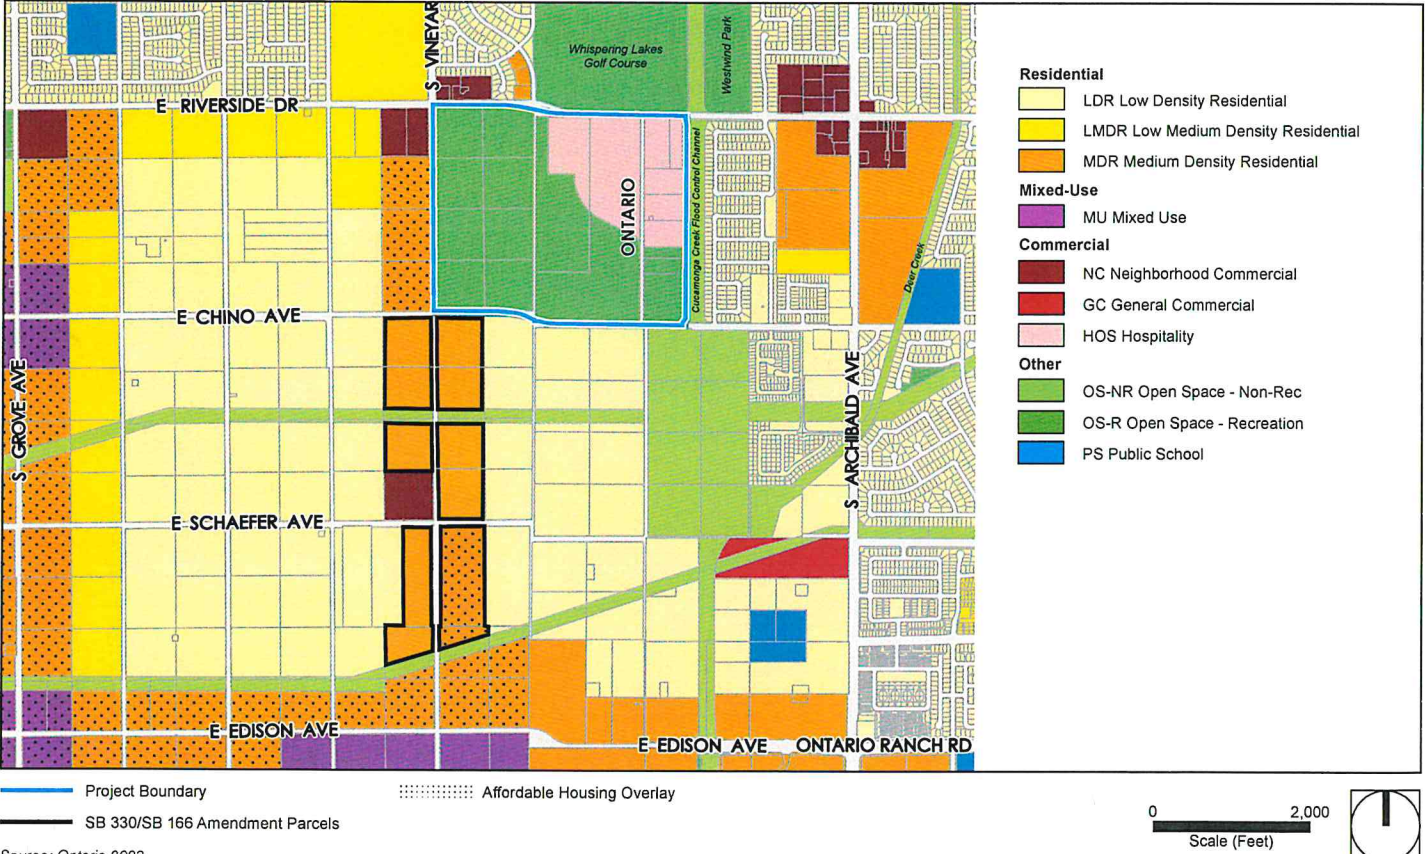 S VINEYAR
Whispering Lakes
Golf Course
Westwind Park
E RIVERSIDE DR
ONTARIO
Cucamonga Creek Flood Control Channel
Deer Creek
E CHINO AVE
S GROVE AVE
S ARCHIBALD AVE
E SCHAEFER AVE
E EDISON AVE
E EDISON AVE
ONTARIO RANCH RD
Residential
LDR Low Density Residential
LMDR Low Medium Density Residential
MDR Medium Density Residential
Mixed-Use
MU Mixed Use
Commercial
NC Neighborhood Commercial
GC General Commercial
HOS Hospitality
Other
OS-NR Open Space - Non-Rec
OS-R Open Space - Recreation
PS Public School
Project Boundary
Affordable Housing Overlay
SB 330/SB 166 Amendment Parcels
0 2,000
Scale (Feet)